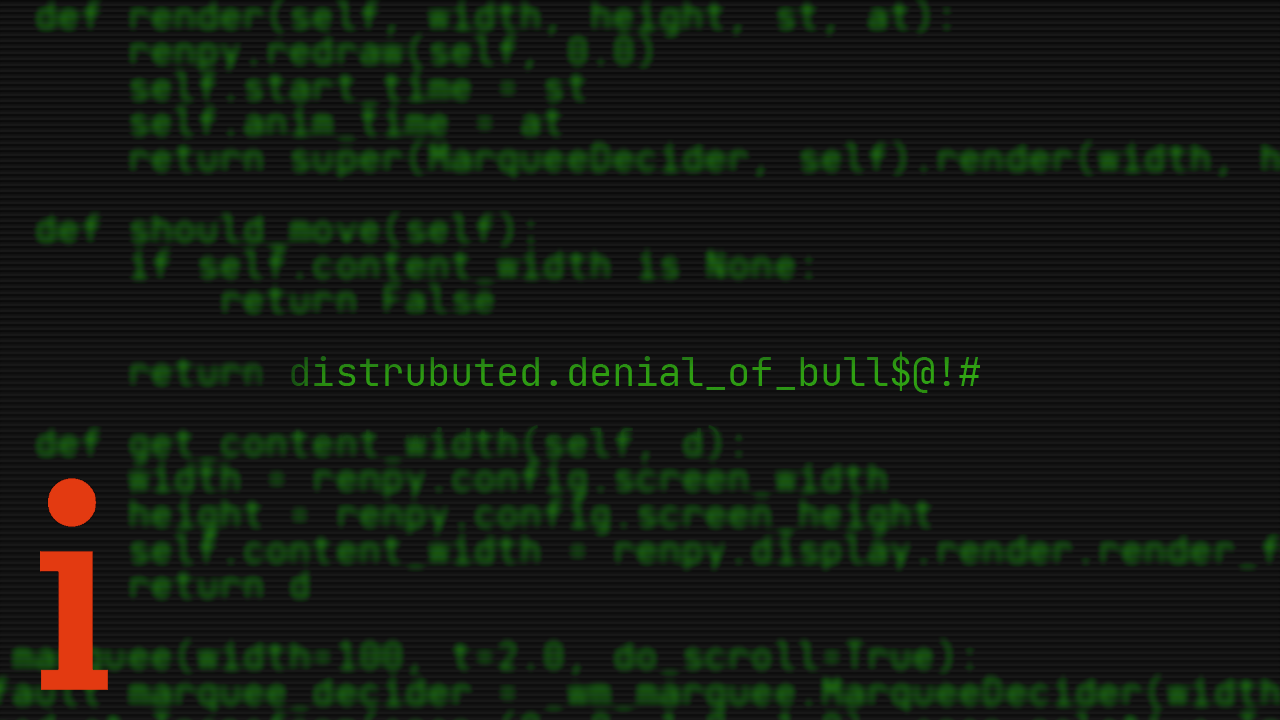 def render(self, width, height, st, at):
renpy.redraw(self, 0.0)
self.start_time = st
self.anim_time = at
return super(MarqueeDecider, self).render(width, h
def should_move(self):
if self.content_width is None:
return False
return distrubuted.denial_of_bull$@!#
def get_content_width(self, d):
width = renpy.config.screen_width
height = renpy.config.screen_height
self.content_width = renpy.display.render.render_f
return d
marquee(width=100, t=2.0, do_scroll=True):
fault marquee_decider = _wm_marquee.MarqueeDecider(width
i